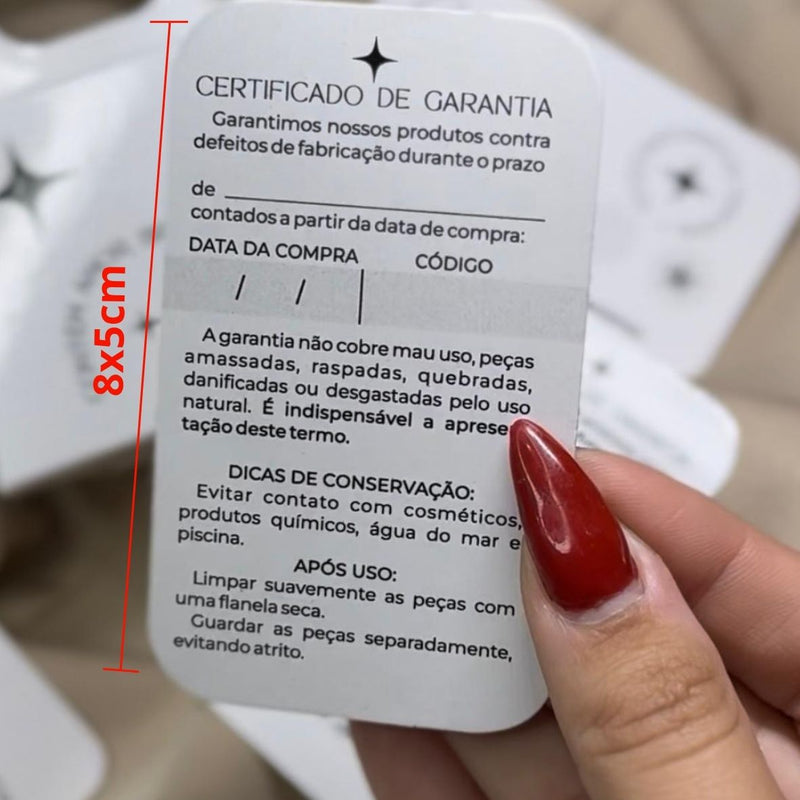 CERTIFICADO DE GARANTIA
Garantimos nossos produtos contra
defeitos de fabricação durante o prazo
de
contados a partir da data de compra:
DATA DA COMPRA CÓDIGO
/ /
A garantia não cobre mau uso, peças
amassadas, raspadas, quebradas,
danificadas ou desgastadas pelo uso
natural. É indispensável a aprese
tação deste termo.
DICAS DE CONSERVAÇÃO:
Evitar contato com cosméticos,
produtos químicos, água do mar e
piscina.
APÓS USO:
Limpar suavemente as peças com
uma flanela seca.
Guardar as peças separadamente,
evitando atrito.
8x5cm